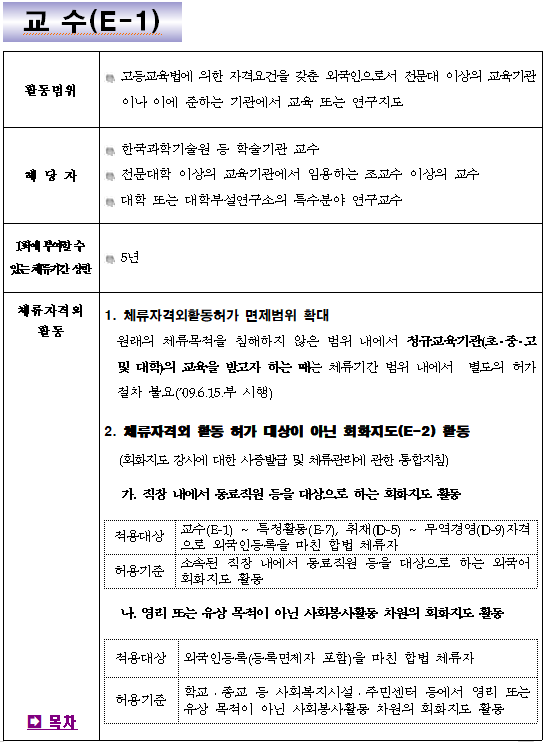 교 수(E-1)
활동범위
고등교육법에 의한 자격요건을 갖춘 외국인으로서 전문대 이상의 교육기관
이나 이에 준하는 기관에서 교육 또는 연구지도
해 당 자
한국과학기술원 등 학술기관 교수
전문대학 이상의 교육기관에서 임용하는 조교수 이상의 교수
대학 또는 대학부설연구소의 특수분야 연구교수
1회에 부여할 수
있는 체류기간 상한
5년
체류자격외
활동
1. 체류자격외활동허가 면제범위 확대
원래의 체류목적을 침해하지 않은 범위 내에서 정규교육기관(초·중·고
및 대학)의 교육을 받고자 하는 때는 체류기간 범위 내에서 별도의 허가
절차 불요('09.6.15.부 시행)
2. 체류자격외 활동 허가 대상이 아닌 회화지도(E-2) 활동
(회화지도 강사에 대한 사증발급 및 체류관리에 관한 통합지침)
가. 직장 내에서 동료직원 등을 대상으로 하는 회화지도 활동
적용대상
교수(E-1) ~ 특정활동(E-7), 취재(D-5) ~ 무역경영(D-9)자격
으로 외국인등록을 마친 합법 체류자
허용기준
소속된 직장 내에서 동료직원 등을 대상으로 하는 외국어
회화지도 활동
나. 영리 또는 유상 목적이 아닌 사회봉사활동 차원의 회화지도 활동
적용대상
외국인등록(등록면제자 포함)을 마친 합법 체류자
허용기준
학교·종교 등 사회복지시설·주민센터 등에서 영리 또는
유상 목적이 아닌 사회봉사활동 차원의 회화지도 활동
목차